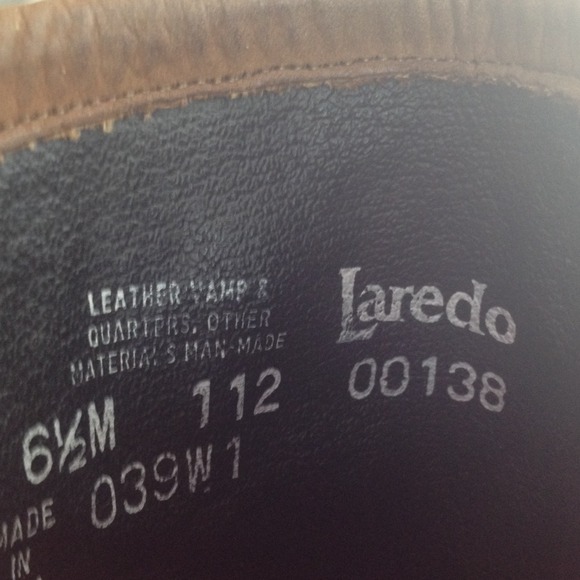 LEATHER VAMP &
QUARTERS, OTHER
MATERIALS MAN-MADE
Laredo
6½M 112 00138
039W1
MADE
IN